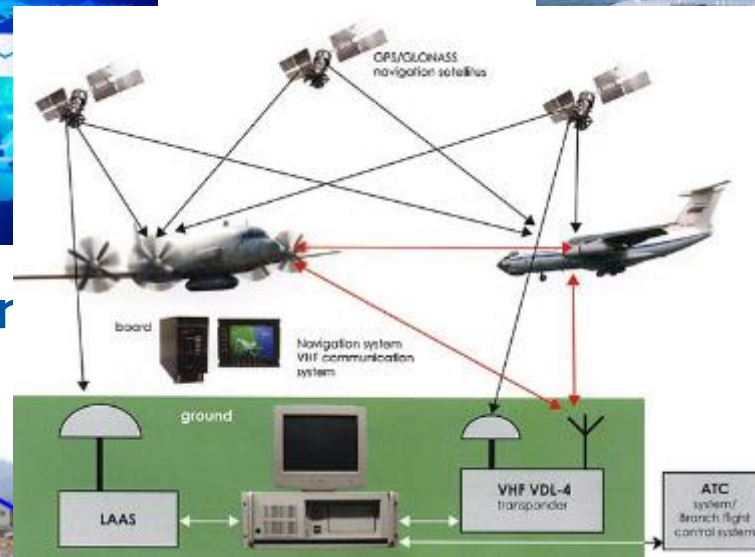 GPS/GLONASS
navigation satellites
board
Navigation system
VHF communication
system
ground
LAAS
VHF VDL-4
transponder
ATC
system/
Branch flight
control system